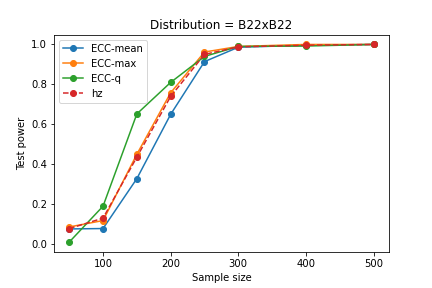 Distribution = B22xB22
1.0
0.8
0.6
0.4
0.2
0.0
Test power
ECC-mean
ECC-max
ECC-q
hz
100
200
300
400
500
Sample size